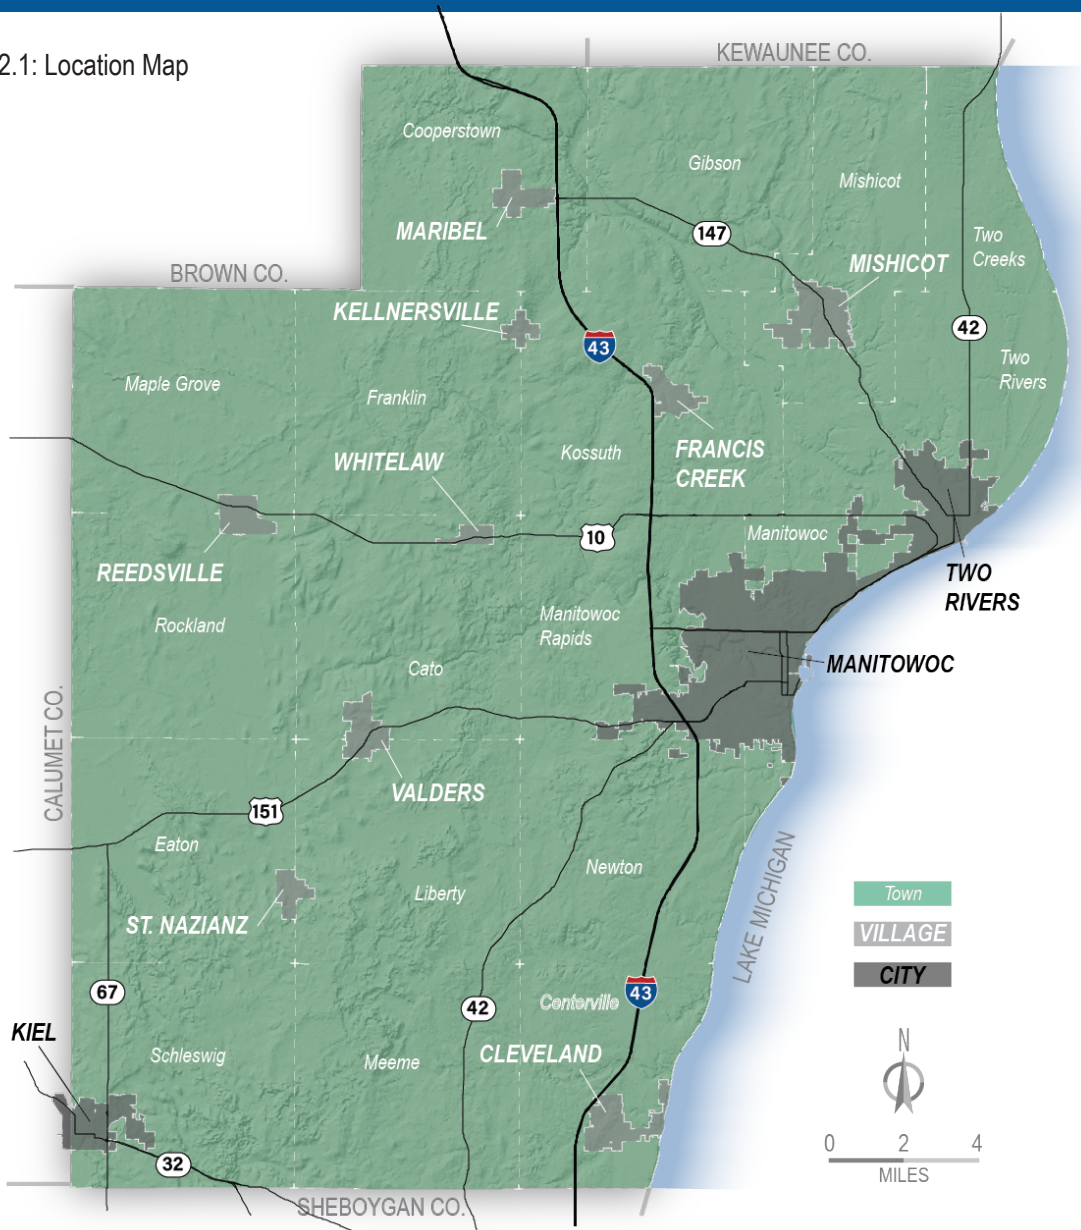 2.1: Location Map
KEWAUNEE CO.
Cooperstown
Gibson
Mishicot
MARIBEL
147
Two
Creeks
MISHICOT
BROWN CO.
KELLNERSVILLE
42
43
Two
Rivers
Maple Grove
Franklin
FRANCIS
CREEK
Kossuth
WHITELAW
10
Manitowoc
REEDSVILLE
TWO
RIVERS
Manitowoc
Rapids
Rockland
MANITOWOC
Cato
CALUMET CO.
VALDERS
151
Eaton
Newton
Liberty
LAKE MICHIGAN
Town
VILLAGE
CITY
ST. NAZIANZ
67
42
43
Centerville
KIEL
Schleswig
Meeme
CLEVELAND
N
0 2 4
MILES
32
SHEBOYGAN CO.